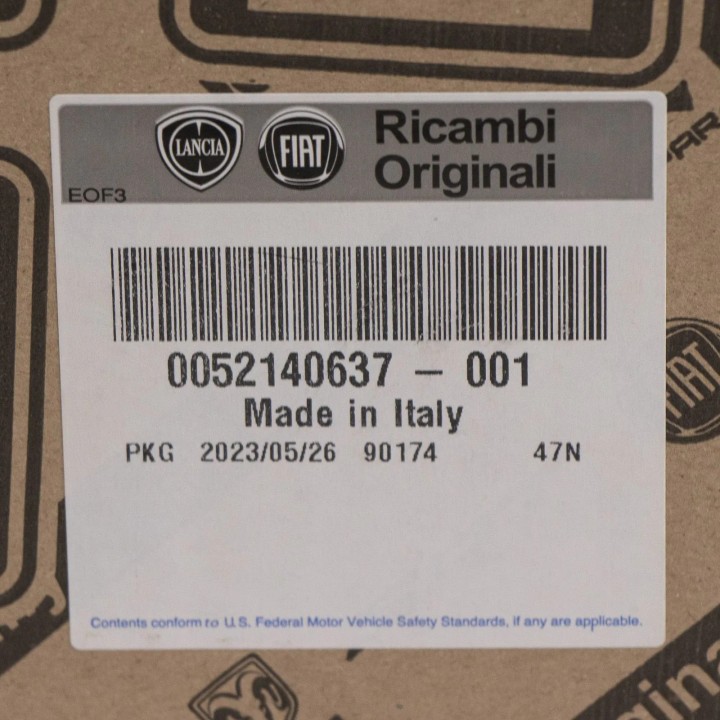 LANCIA
FIAT
Ricambi
Originali
EOF3
0052140637 - 001
Made in Italy
PKG 2023/05/26 90174 47N
Contents conform to U.S. Federal Motor Vehicle Safety Standards, if any are applicable.
FIAT